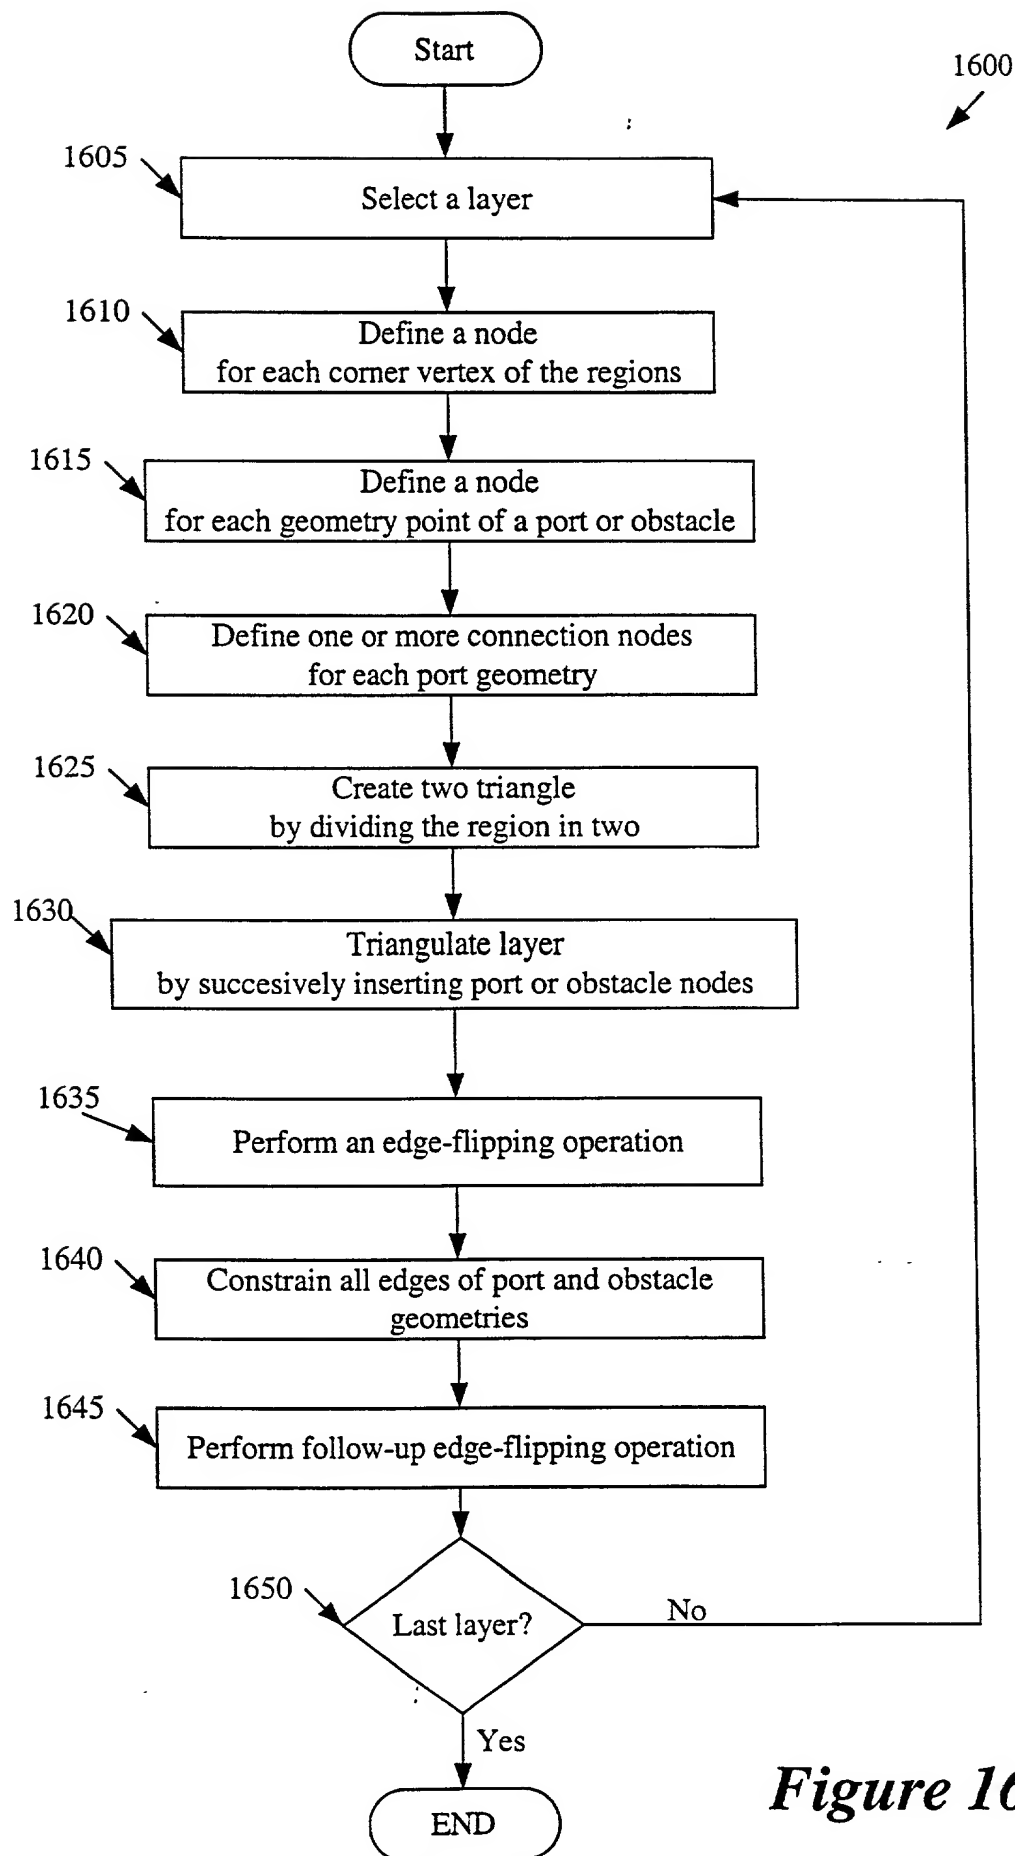 Start
1600
1605
Select a layer
1610
Define a node
for each corner vertex of the regions
1615
Define a node
for each geometry point of a port or obstacle
1620
Define one or more connection nodes
for each port geometry
1625
Create two triangle
by dividing the region in two
1630
Triangulate layer
by succesively inserting port or obstacle nodes
1635
Perform an edge-flipping operation
1640
Constrain all edges of port and obstacle
geometries
1645
Perform follow-up edge-flipping operation
1650
Last layer?
No
Yes
END
Figure 16